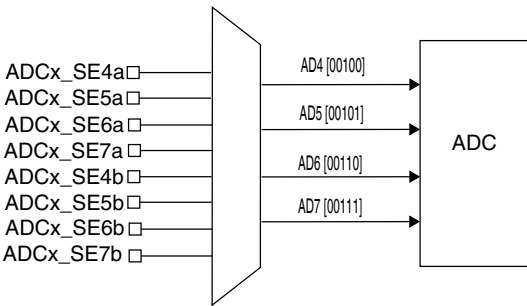 ADCx_SE4a
ADCx_SE5a
ADCx_SE6a
ADCx_SE7a
ADCx_SE4b
ADCx_SE5b
ADCx_SE6b
ADCx_SE7b
AD4 [00100]
AD5 [00101]
AD6 [00110]
AD7 [00111]
ADC